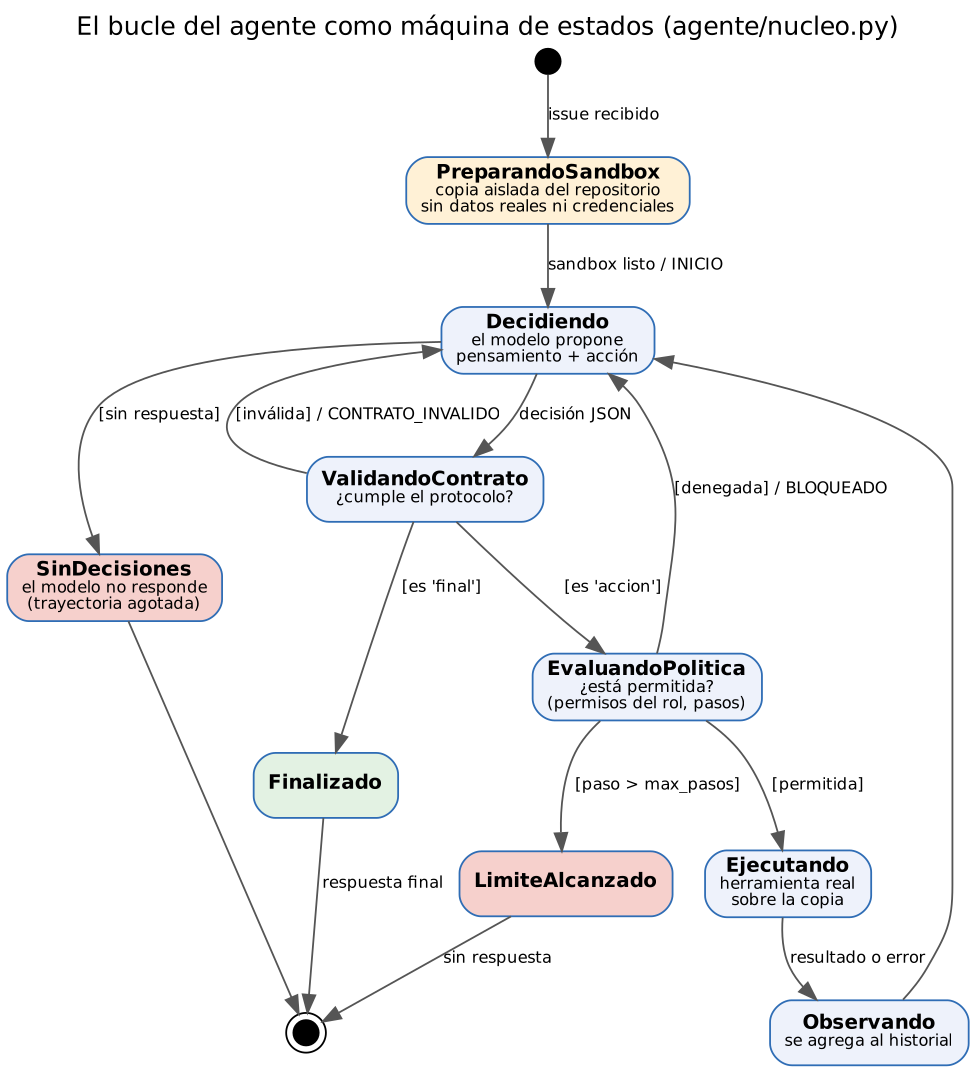 El bucle del agente como máquina de estados (agente/nucleo.py)
issue recibido
PreparandoSandbox
copia aislada del repositorio
sin datos reales ni credenciales
sandbox listo / INICIO
Decidiendo
el modelo propone
pensamiento + acción
[sin respuesta]
[inválida] / CONTRATO_INVALIDO
decisión JSON
ValidandoContrato
¿cumple el protocolo?
[denegada] / BLOQUEADO
SinDecisiones
el modelo no responde
(trayectoria agotada)
[es 'final']
[es 'accion']
EvaluandoPolitica
¿está permitida?
(permisos del rol, pasos)
Finalizado
[paso > max_pasos]
[permitida]
respuesta final
LimiteAlcanzado
Ejecutando
herramienta real
sobre la copia
sin respuesta
resultado o error
Observando
se agrega al historial